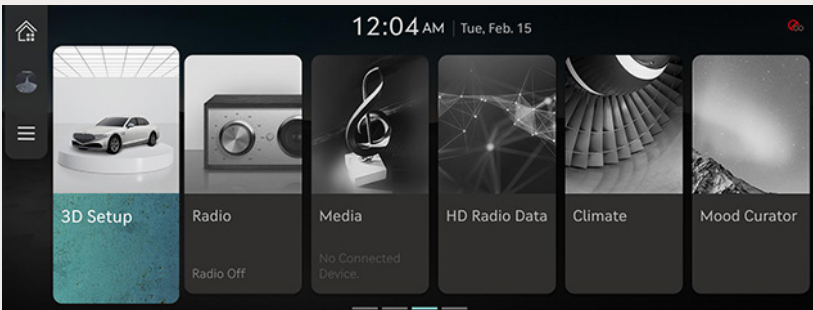 12:04 AM | Tue, Feb. 15
3D Setup
Radio
Media
HD Radio Data
Climate
Mood Curator
Radio Off
No Connected
Device.